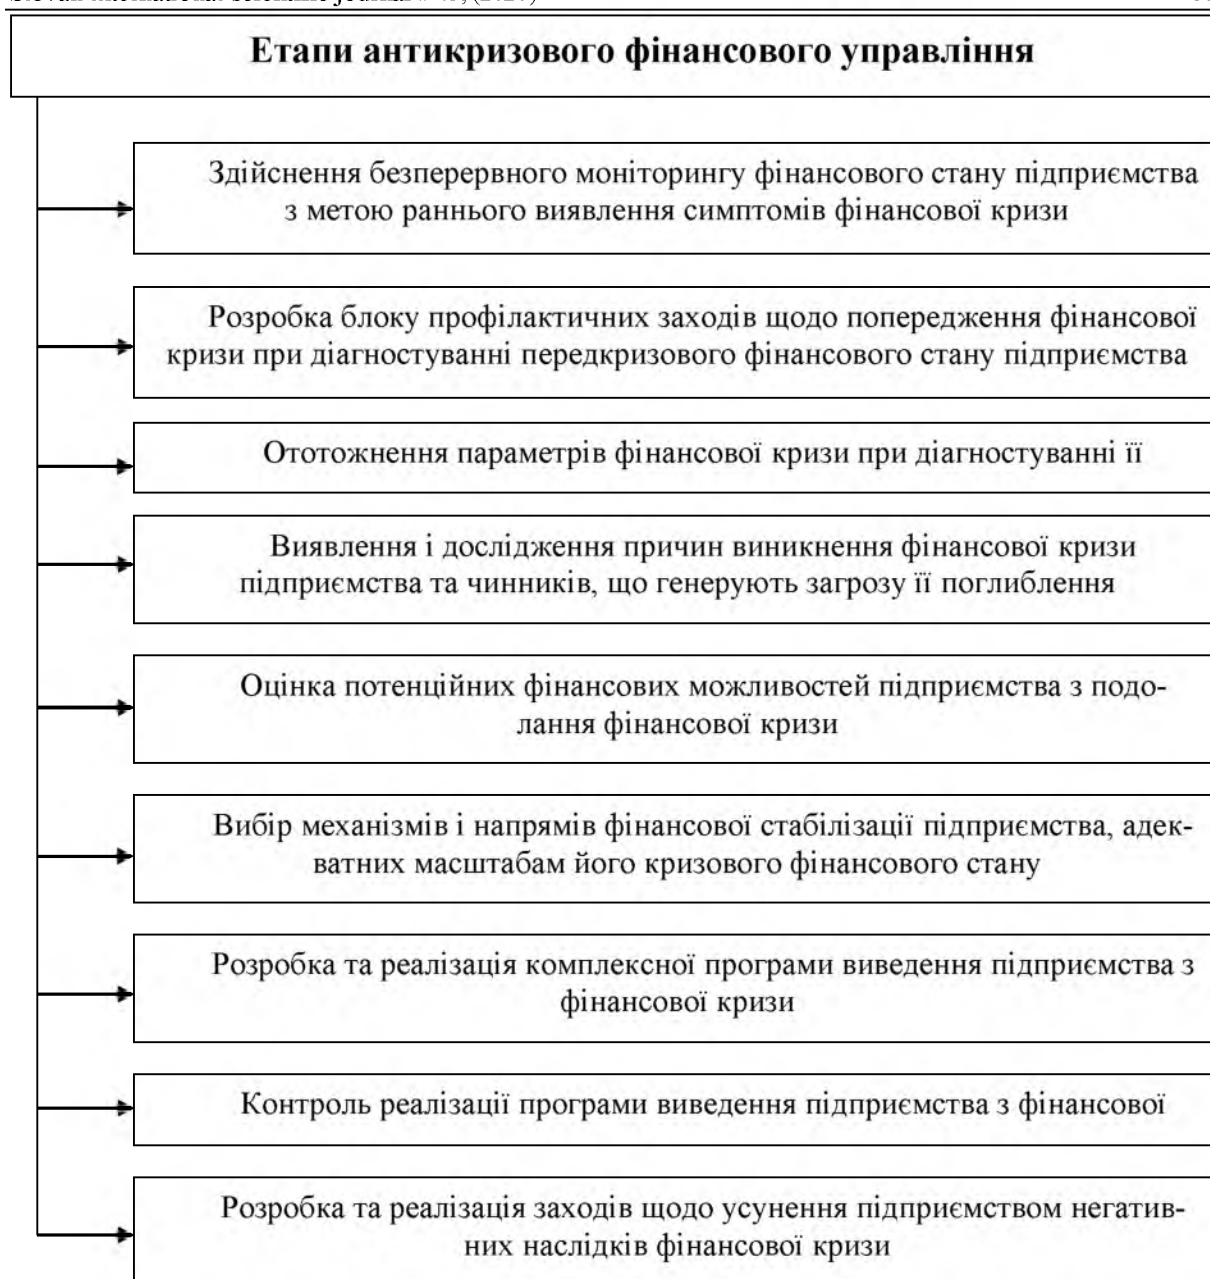 Етапи антикризового фінансового управління
Здійснення безперервного моніторингу фінансового стану підприємства
з метою раннього виявлення симптомів фінансової кризи
Розробка блоку профілактичних заходів щодо попередження фінансової
кризи при діагностуванні передкризового фінансового стану підприємства
Ототожнення параметрів фінансової кризи при діагностуванні її
Виявлення і дослідження причин виникнення фінансової кризи
підприємства та чинників, що генерують загрозу її поглиблення
Оцінка потенційних фінансових можливостей підприємства з подо-
лання фінансової кризи
Вибір механізмів і напрямів фінансової стабілізації підприємства, адек-
ватних масштабам його кризового фінансового стану
Розробка та реалізація комплексної програми виведення підприємства з
фінансової кризи
Контроль реалізації програми виведення підприємства з фінансової
Розробка та реалізація заходів щодо усунення підприємством негатив-
них наслідків фінансової кризи